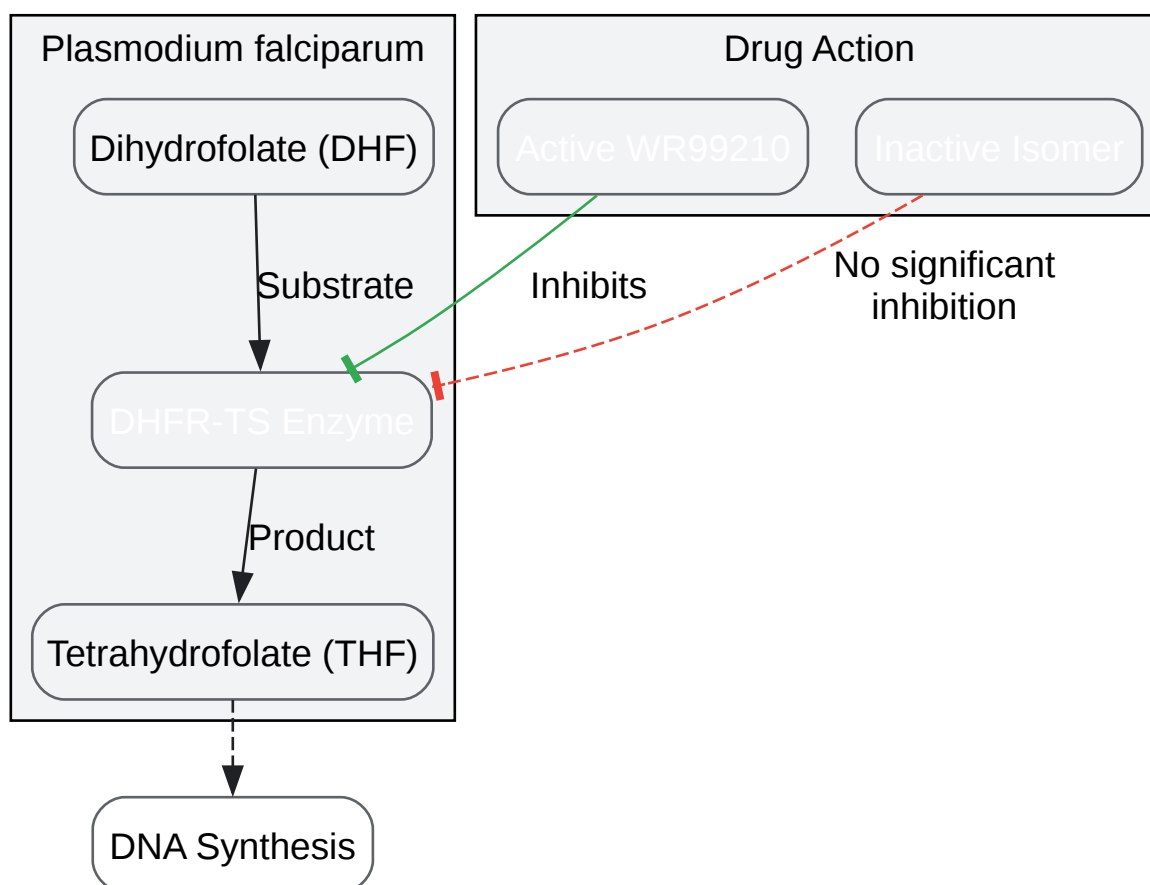 Plasmodium falciparum
Dihydrofolate (DHF)
Substrate
DHFR-TS Enzyme
Product
Tetrahydrofolate (THF)
DNA Synthesis
Drug Action
Active WR99210
Inactive Isomer
Inhibits
No significant
inhibition